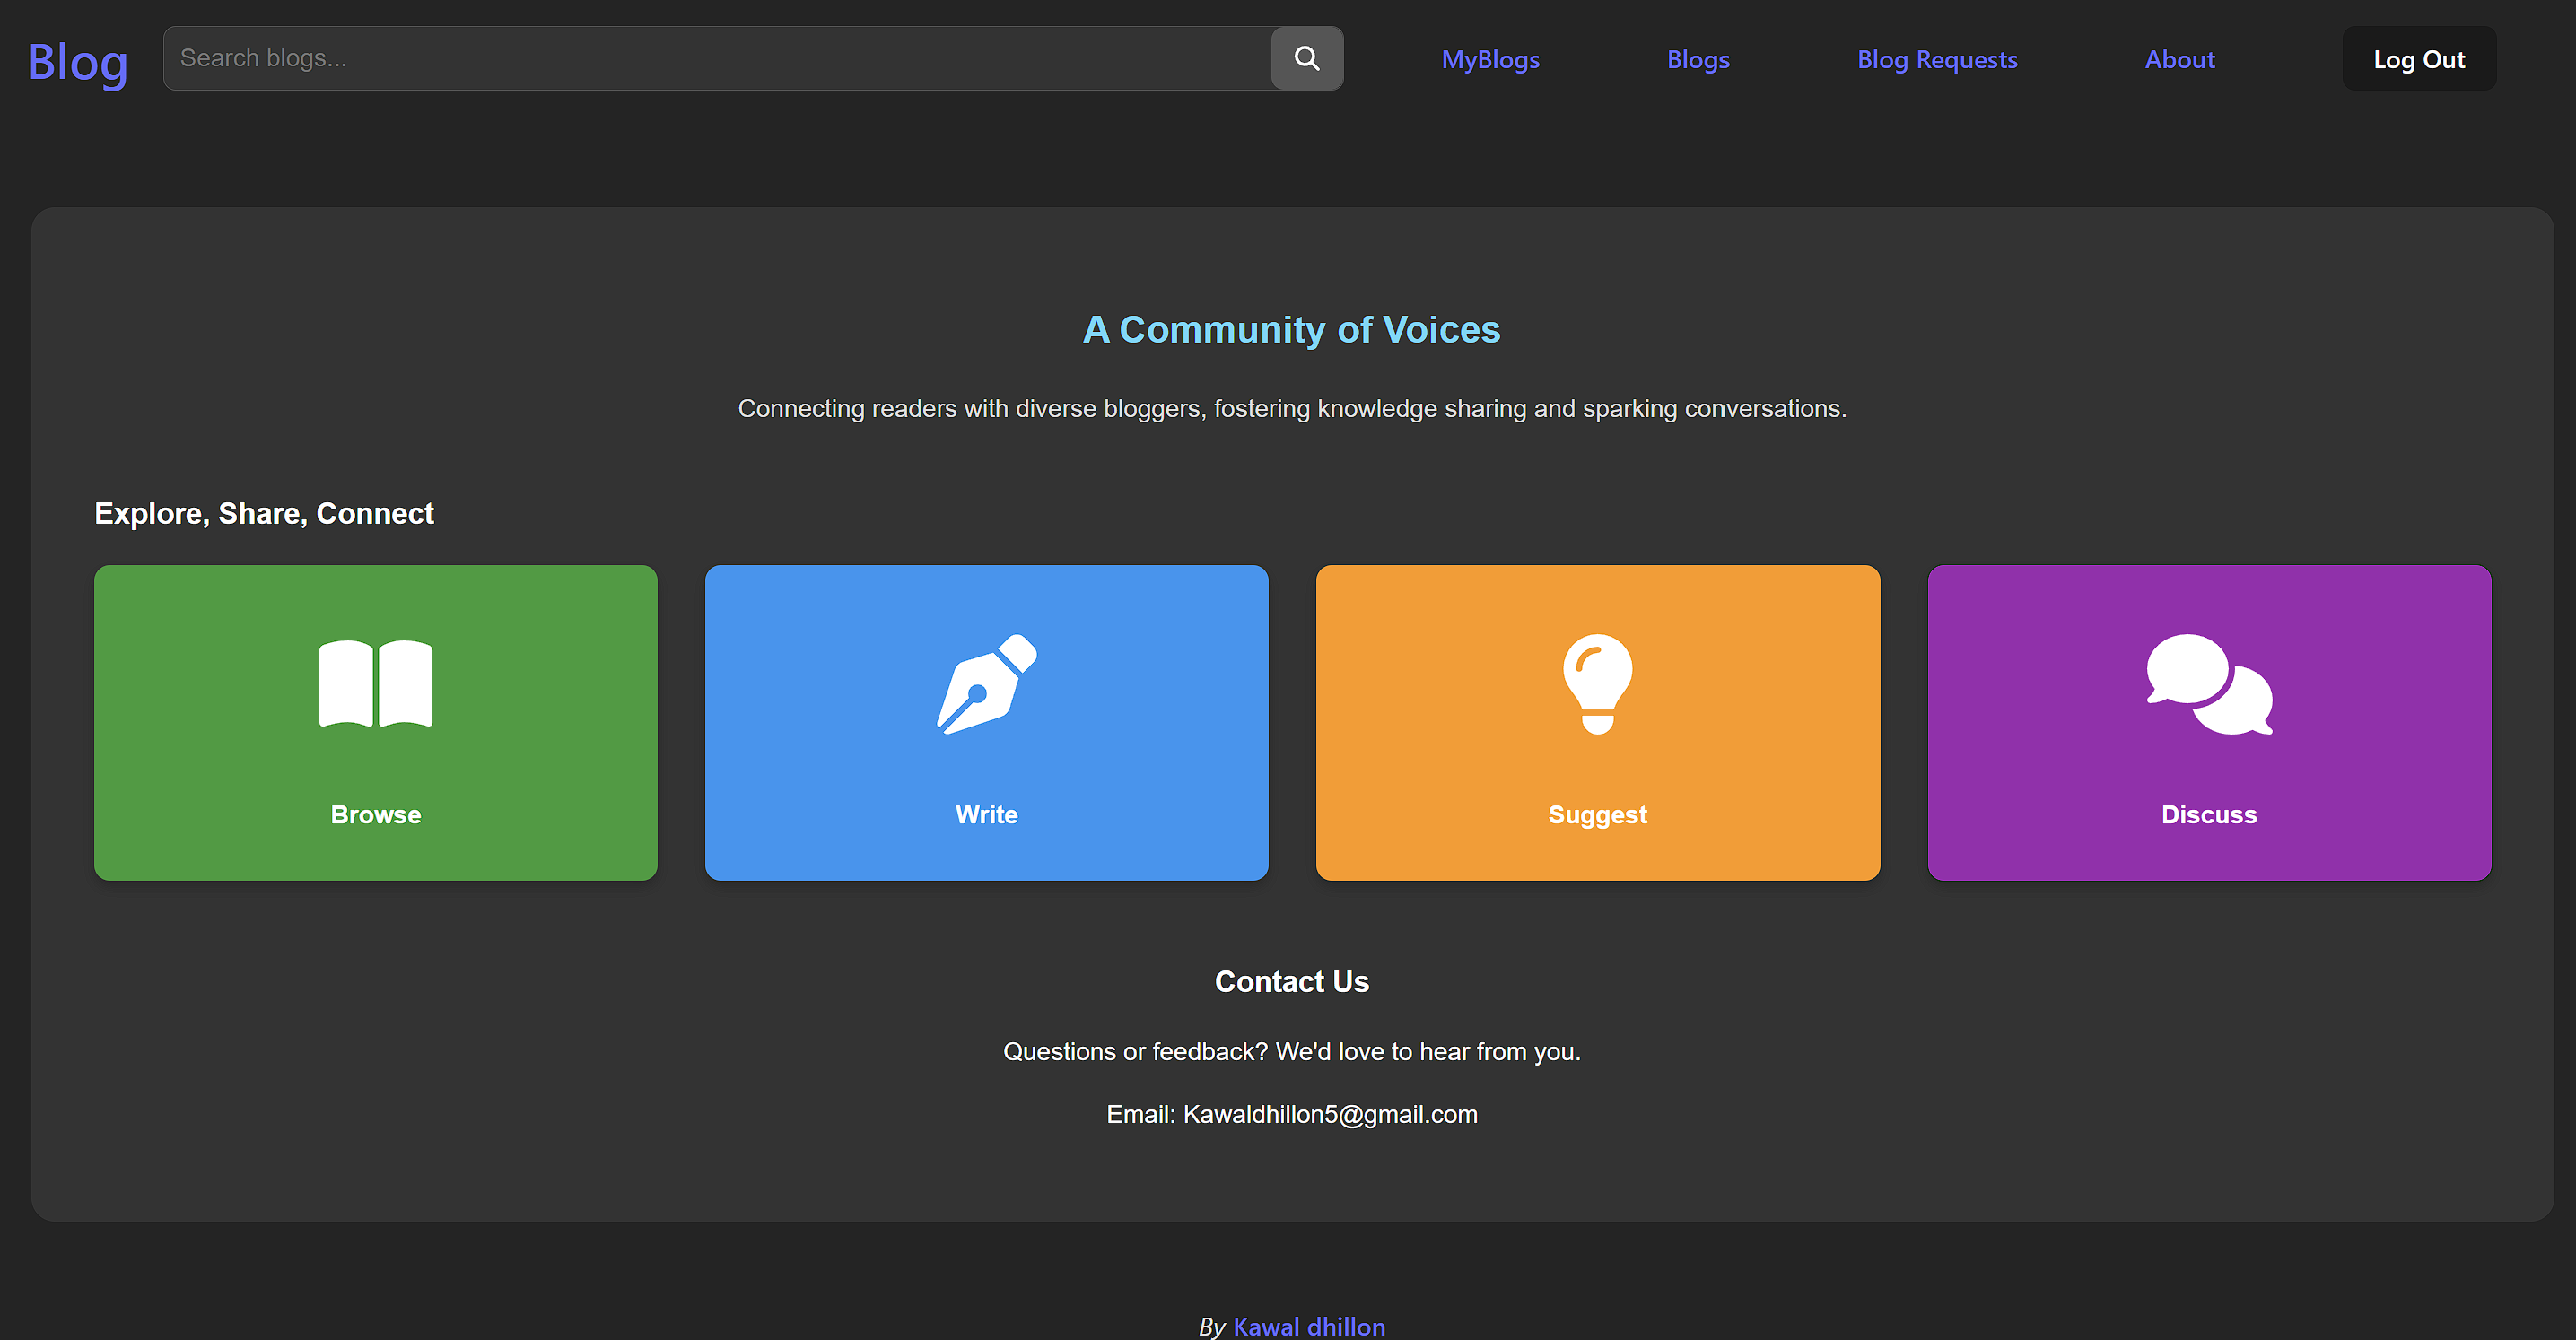 Blog
Search blogs...
MyBlogs
Blogs
Blog Requests
About
Log Out
A Community of Voices
Connecting readers with diverse bloggers, fostering knowledge sharing and sparking conversations.
Explore, Share, Connect
Browse
Write
Suggest
Discuss
Contact Us
Questions or feedback? We'd love to hear from you.
Email: Kawaldhillon5@gmail.com
By Kawal dhillon